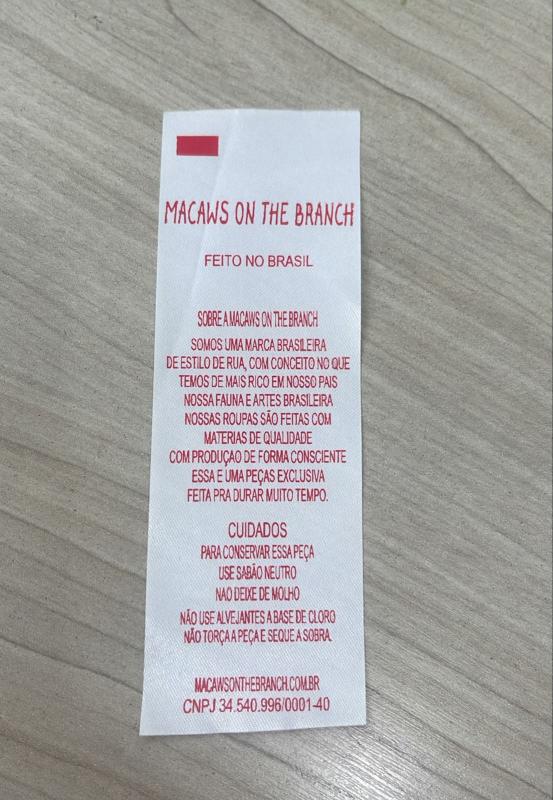 MACAWS ON THE BRANCH
FEITO NO BRASIL
SOBRE A MACAWS ON THE BRANCH
SOMOS UMA MARCA BRASILEIRA
DE ESTILO DE RUA, COM CONCEITO NO QUE
TEMOS DE MAIS RICO EM NOSSO PAIS
NOSSA FAUNA E ARTES BRASILEIRA
NOSSAS ROUPAS SÃO FEITAS COM
MATERIAS DE QUALIDADE
COM PRODUÇAO DE FORMA CONSCIENTE
ESSA E UMA PEÇAS EXCLUSIVA
FEITA PRA DURAR MUITO TEMPO.
CUIDADOS
PARA CONSERVAR ESSA PEÇA
USE SABÃO NEUTRO
NAO DEIXE DE MOLHO
NÃO USE ALVEJANTES A BASE DE CLORO
NÃO TORÇA A PEÇA E SEQUE A SOBRA.
MACAWSONTHEBRANCH.COM.BR
CNPJ 34.540.996/0001-40